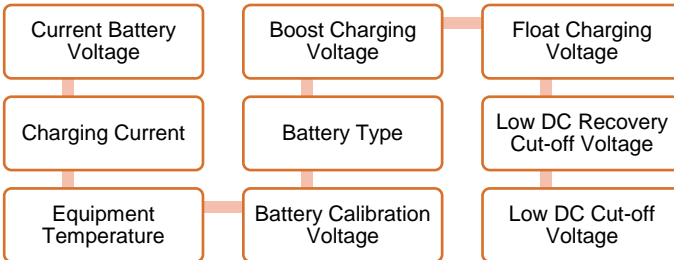 Current Battery
Voltage
Charging Current
Equipment
Temperature
Battery Calibration
Voltage
Battery Type
Boost Charging
Voltage
Float Charging
Voltage
Low DC Recovery
Cut-off Voltage
Low DC Cut-off
Voltage